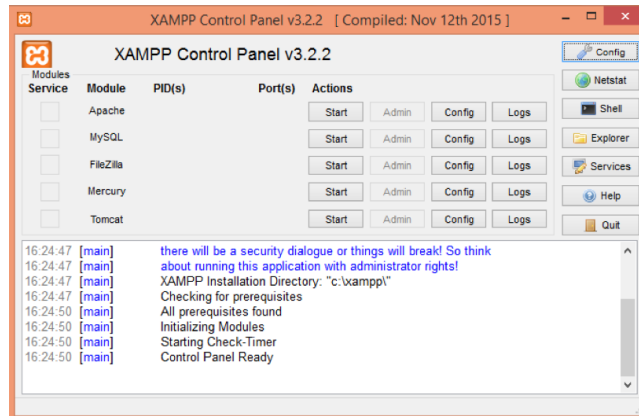 XAMPP Control Panel v3.2.2 [ Compiled: Nov 12th 2015 ]
XAMPP Control Panel v3.2.2
Config
Modules
Service Module PID(s) Port(s) Actions
Netstat
Apache Start Admin Config Logs
Shell
MySQL Start Admin Config Logs
Explorer
FileZilla Start Admin Config Logs
Services
Mercury Start Admin Config Logs
Help
Tomcat Start Admin Config Logs
Quit
16:24:47 [main] there will be a security dialogue or things will break! So think
16:24:47 [main] about running this application with administrator rights!
16:24:47 [main] XAMPP Installation Directory: "c:\xampp\"
16:24:47 [main] Checking for prerequisites
16:24:50 [main] All prerequisites found
16:24:50 [main] Initializing Modules
16:24:50 [main] Starting Check-Timer
16:24:50 [main] Control Panel Ready